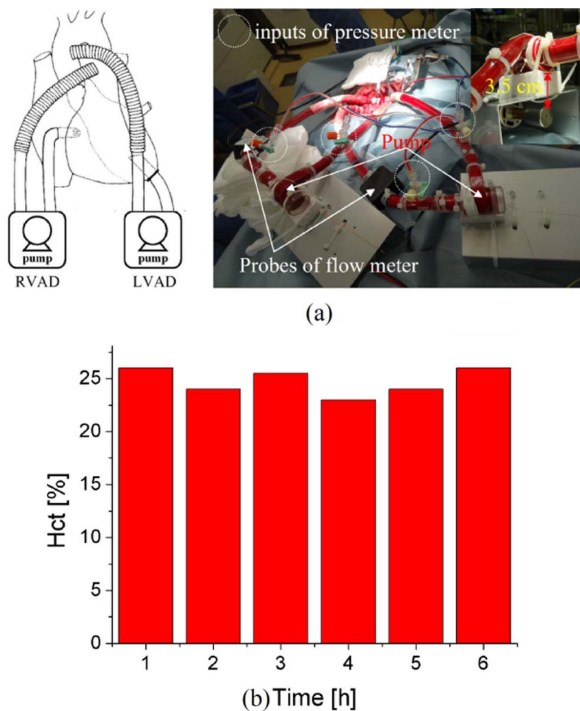 (a)
pump
pump
RVAD
LVAD
inputs of pressure meter
3.5 cm
Pump
Probes of flow meter
(a)
Hct [%]
25
20
15
10
5
0
1 2 3 4 5 6
(b) Time [h]